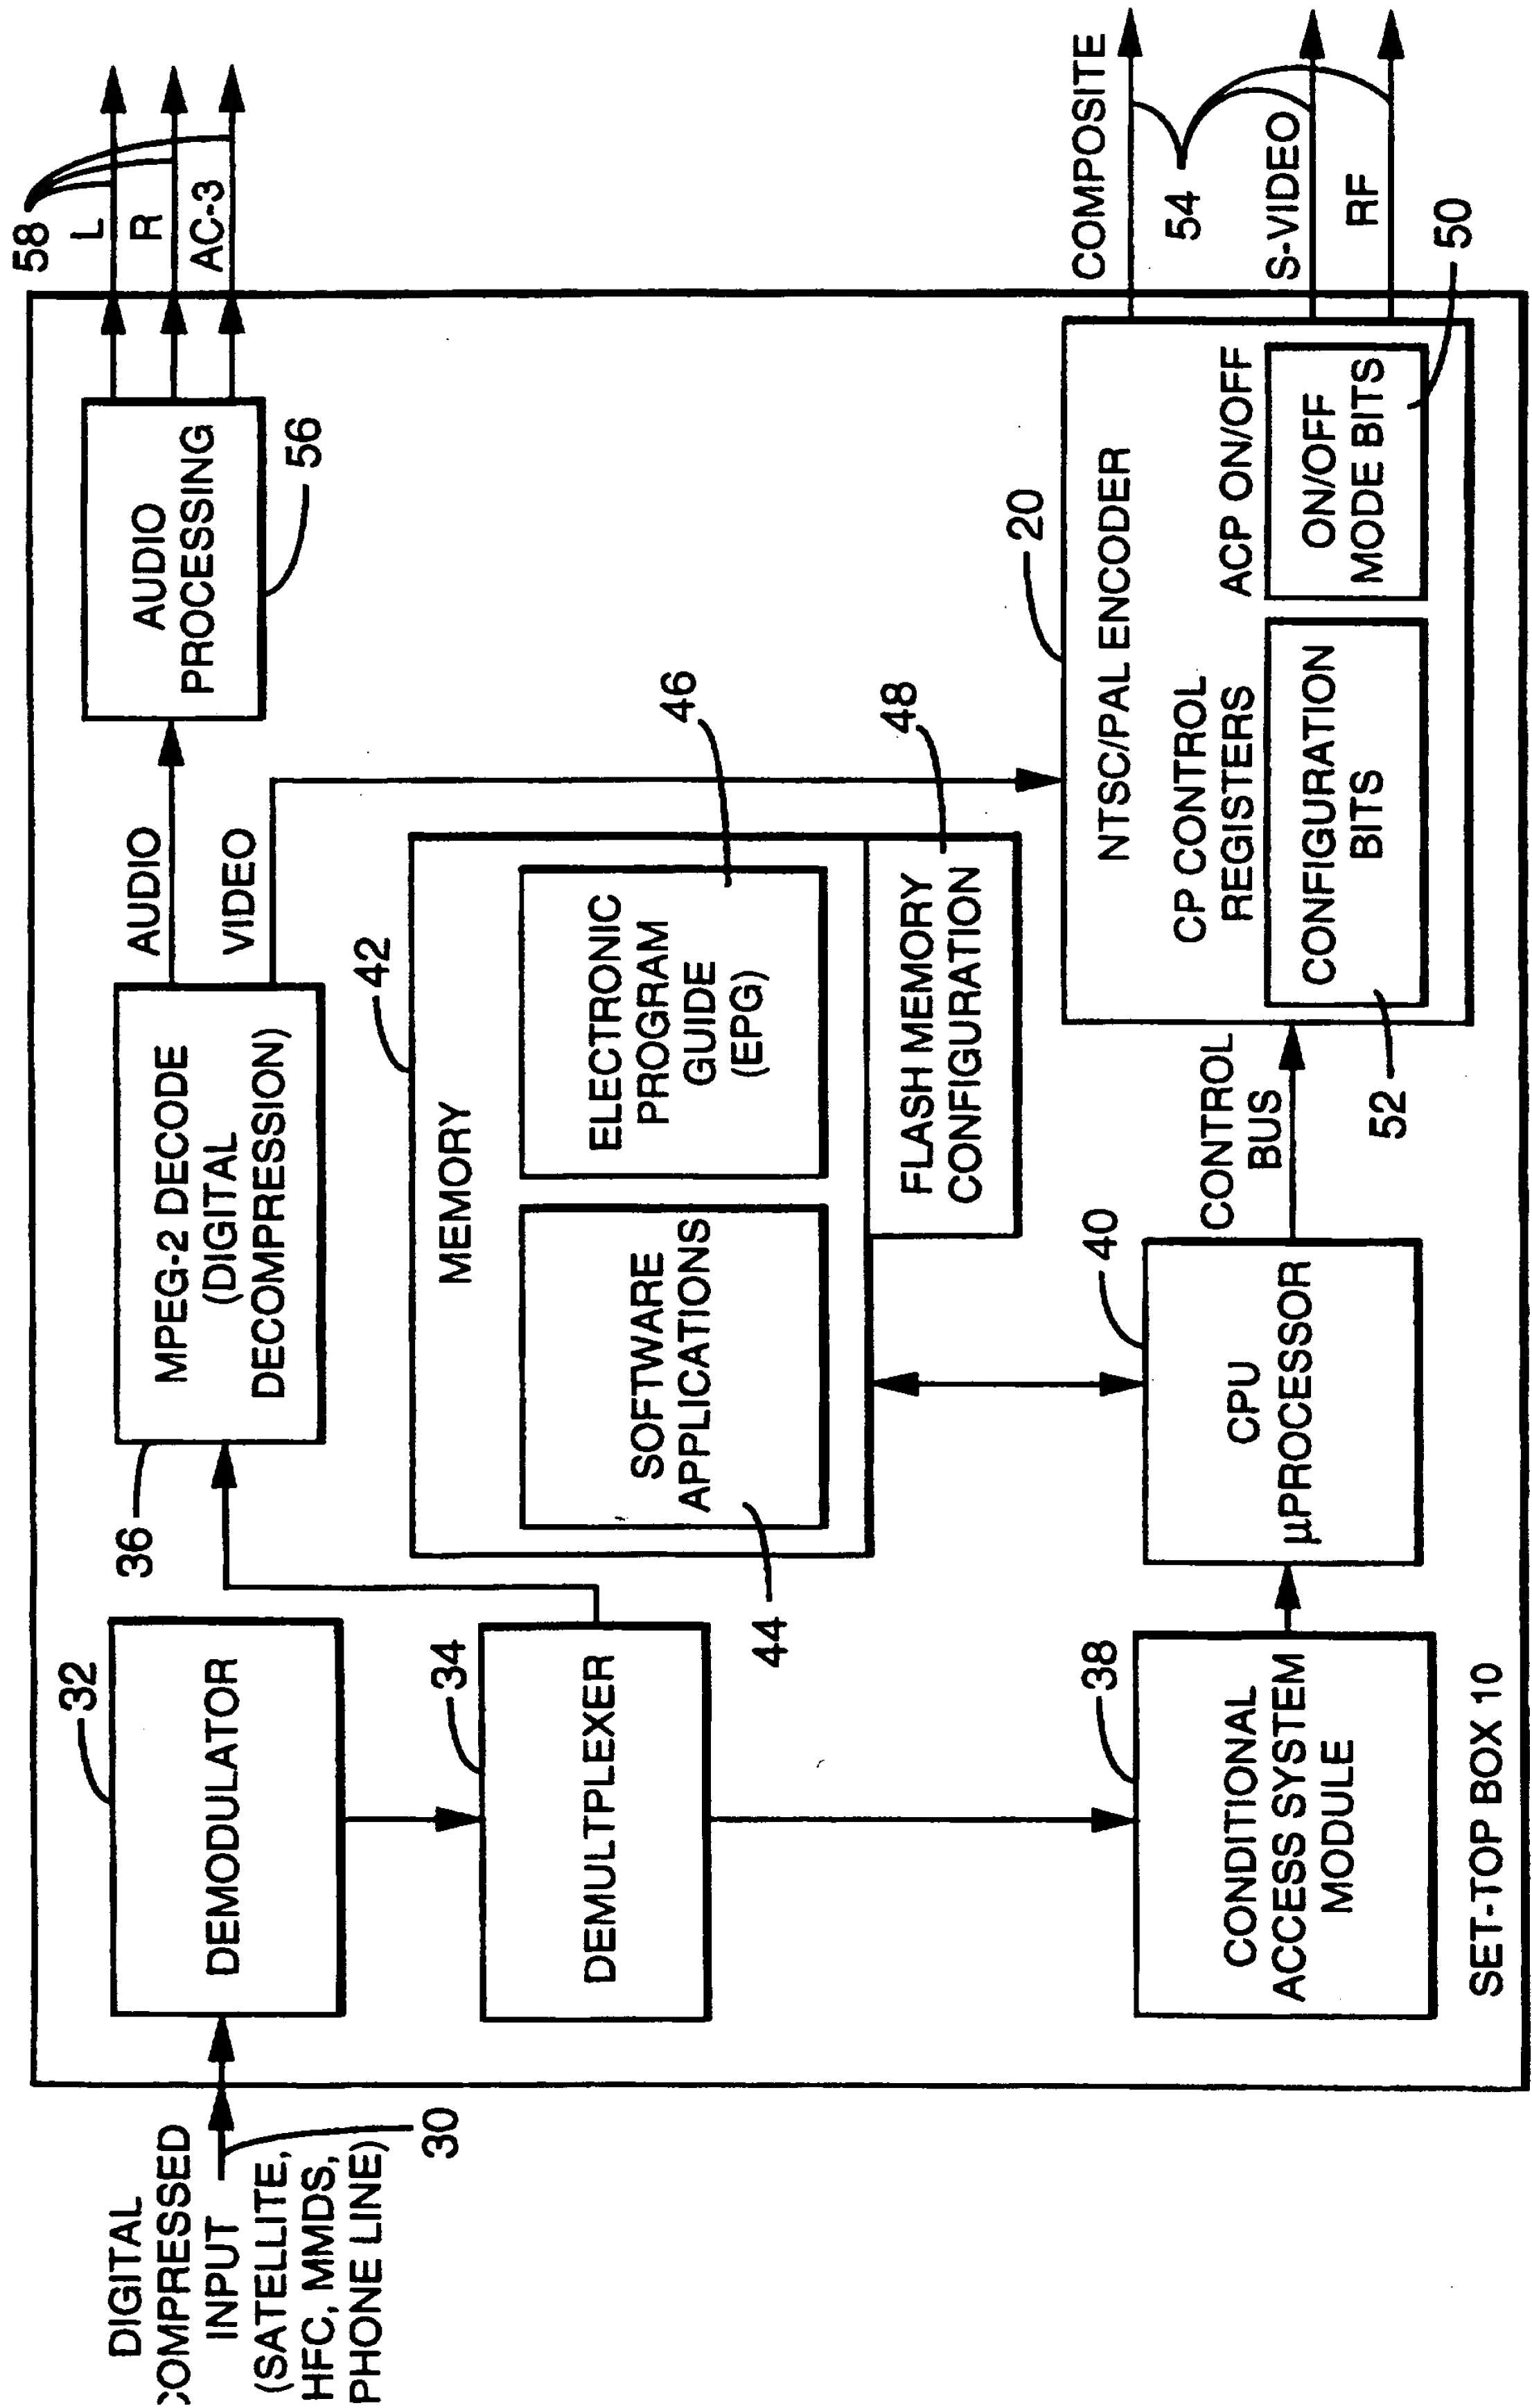 DIGITAL
COMPRESSED
INPUT
(SATELLITE,
HFC, MMDS,
PHONE LINE)
30
32
DEMODULATOR
34
DEMULTPLEXER
36
MPEG-2 DECODE
(DIGITAL
DECOMPRESSION)
AUDIO
VIDEO
AUDIO
PROCESSING
56
58
L
R
AC-3
42
MEMORY
SOFTWARE
APPLICATIONS
44
ELECTRONIC
PROGRAM
GUIDE
(EPG)
46
FLASH MEMORY
CONFIGURATION
48
38
CONDITIONAL
ACCESS SYSTEM
MODULE
40
CPU
µPROCESSOR
CONTROL
BUS
20
NTSC/PAL ENCODER
CP CONTROL
REGISTERS
CONFIGURATION
BITS
52
ACP ON/OFF
ON/OFF
MODE BITS
50
COMPOSITE
54
S-VIDEO
RF
SET-TOP BOX 10